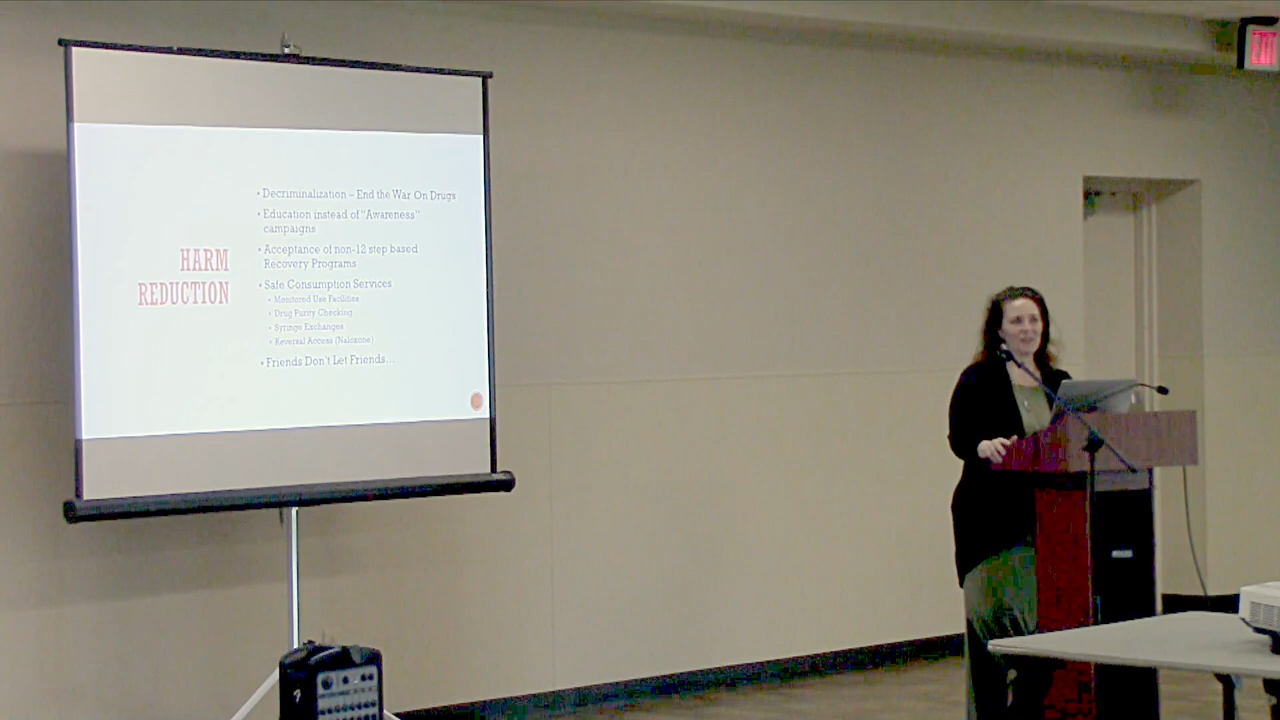 HARM
REDUCTION
• Decriminalization – End the War On Drugs
• Education instead of "Awareness"
campaigns
• Acceptance of non-12 step based
Recovery Programs
• Safe Consumption Services
• Monitored Use Facilities
• Drug Purity Checking
• Syringe Exchanges
• Reversal Access (Naloxone)
• Friends Don't Let Friends…